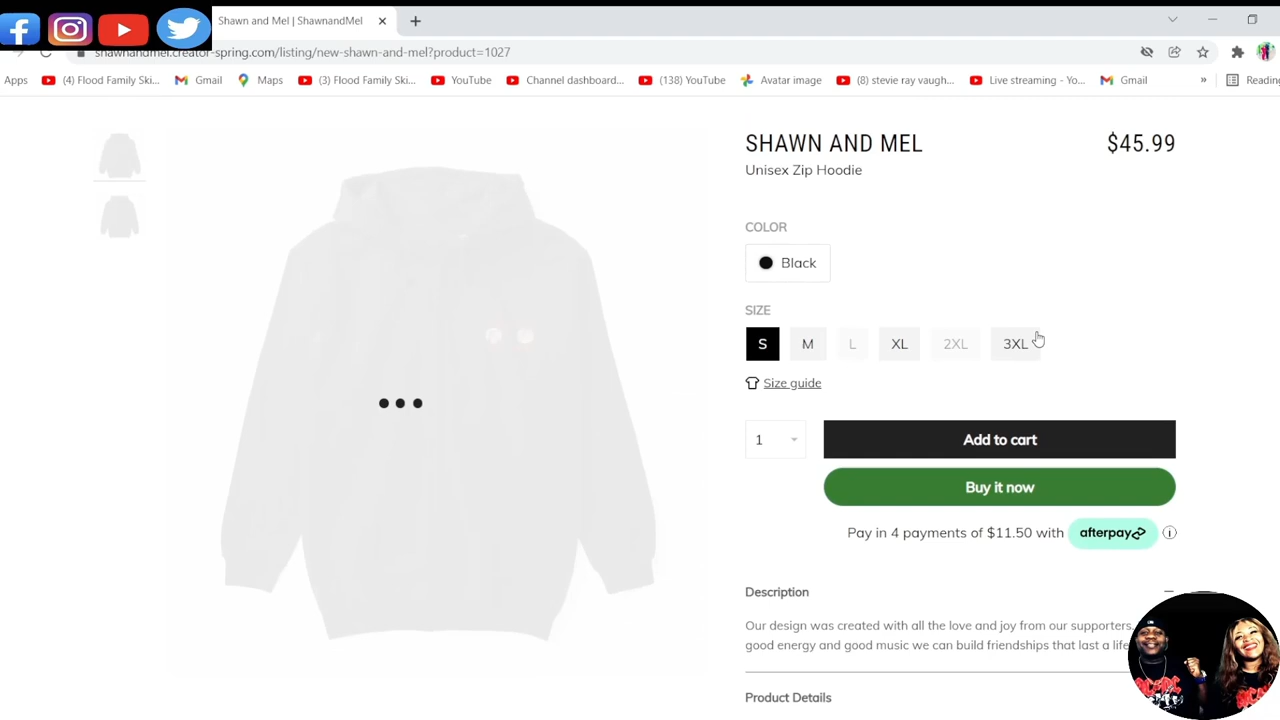 Shawn and Mel | ShawnandMel
shawnandmel.creator-spring.com/listing/new-shawn-and-mel?product=1027
Apps (4) Flood Family Ski... Gmail Maps (3) Flood Family Ski... YouTube Channel dashboard... (138) YouTube Avatar image (8) stevie ray vaugh... Live streaming - Yo... Gmail » Reading
SHAWN AND MEL $45.99
Unisex Zip Hoodie
COLOR
Black
SIZE
S M L XL 2XL 3XL
Size guide
1 Add to cart
Buy it now
Pay in 4 payments of $11.50 with afterpay
Description
Our design was created with all the love and joy from our supporters.
good energy and good music we can build friendships that last a life
Product Details